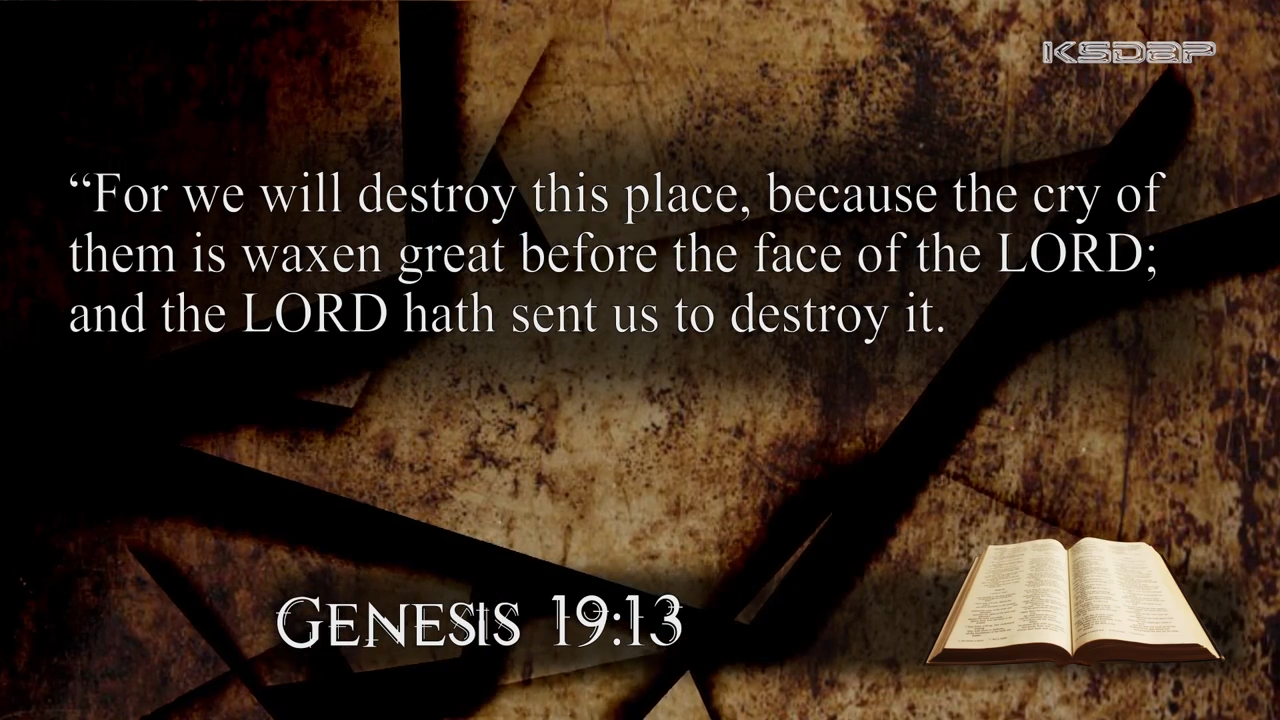 KSDAP
“For we will destroy this place, because the cry of
them is waxen great before the face of the LORD;
and the LORD hath sent us to destroy it.
Genesis 19:13